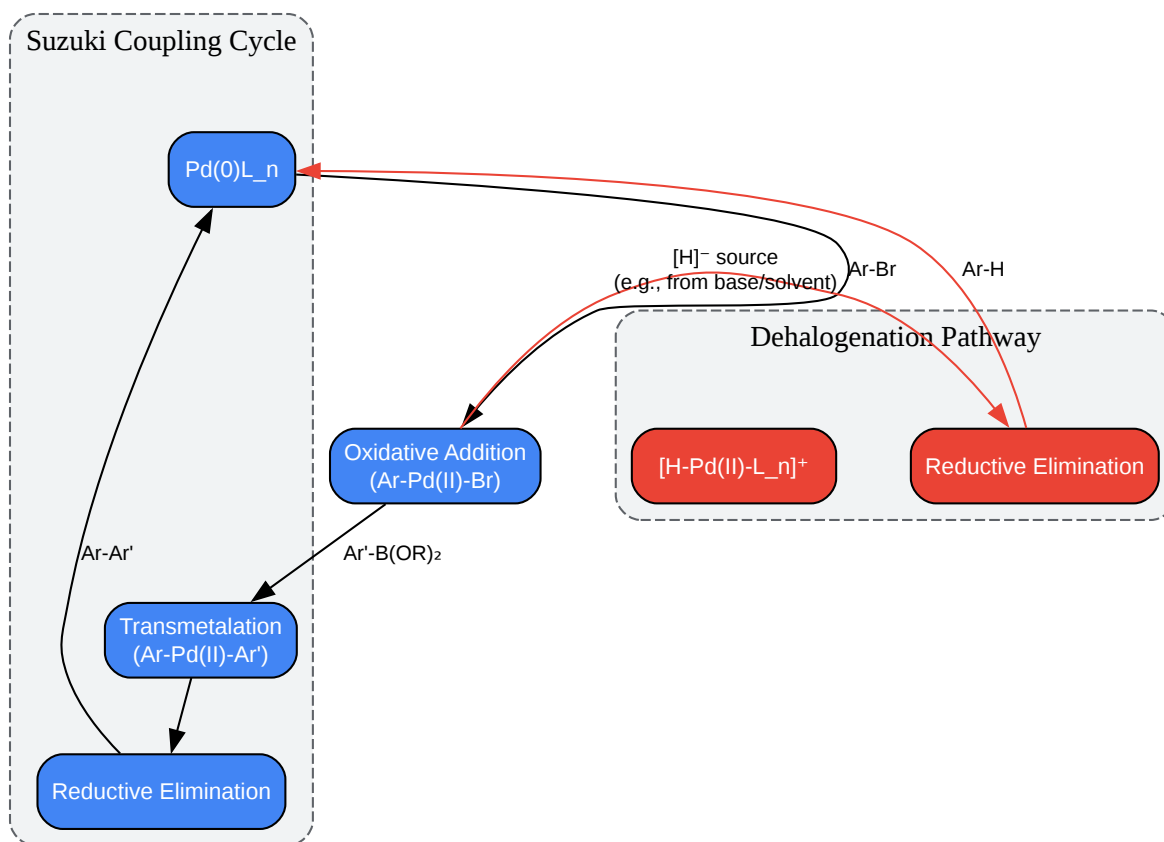 Suzuki Coupling Cycle
Pd(0)L_n
[H]⁻ source
(e.g., from base/solvent)
Ar-Br
Ar-H
Dehalogenation Pathway
Oxidative Addition
(Ar-Pd(II)-Br)
[H-Pd(II)-L_n]⁺
Reductive Elimination
Ar-Ar'
Ar'-B(OR)₂
Transmetalation
(Ar-Pd(II)-Ar')
Reductive Elimination